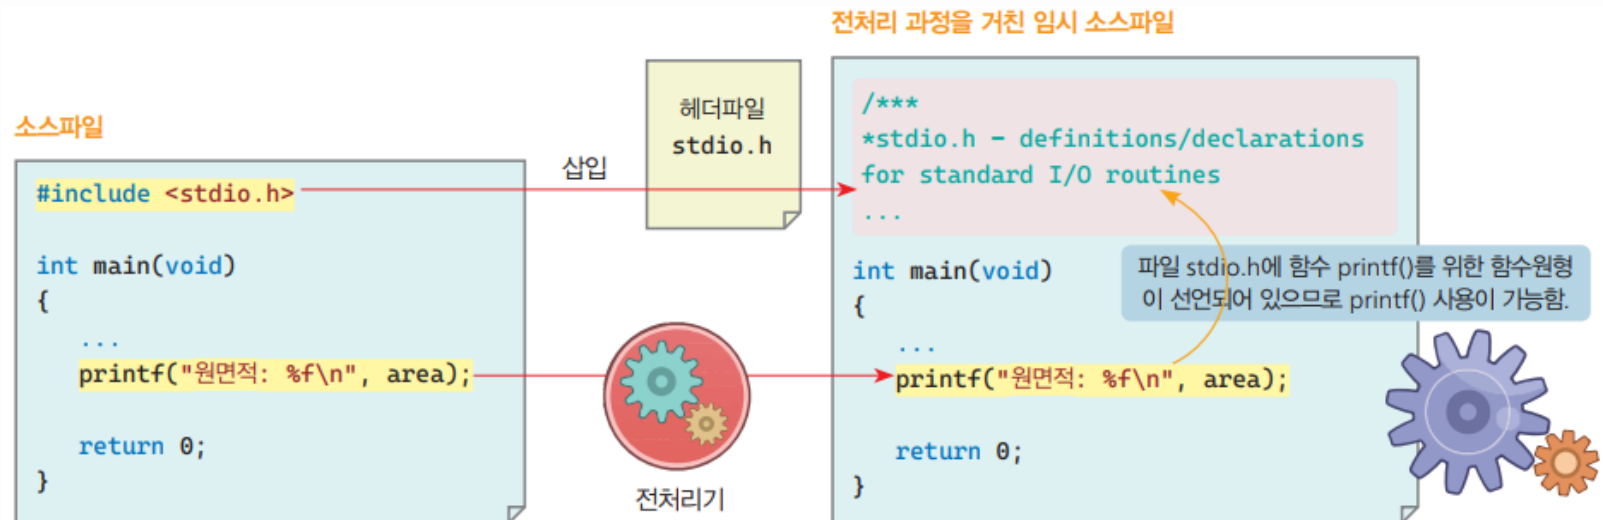 전처리 과정을 거친 임시 소스파일
소스파일
#include <stdio.h>
int main(void)
{
...
printf("원면적: %f\n", area);
return 0;
}
삽입
헤더파일
stdio.h
전처리기
/***
*stdio.h – definitions/declarations
for standard I/O routines
...
int main(void)
{
...
printf("원면적: %f\n", area);
return 0;
}
파일 stdio.h에 함수 printf()를 위한 함수원형
이 선언되어 있으므로 printf() 사용이 가능함.